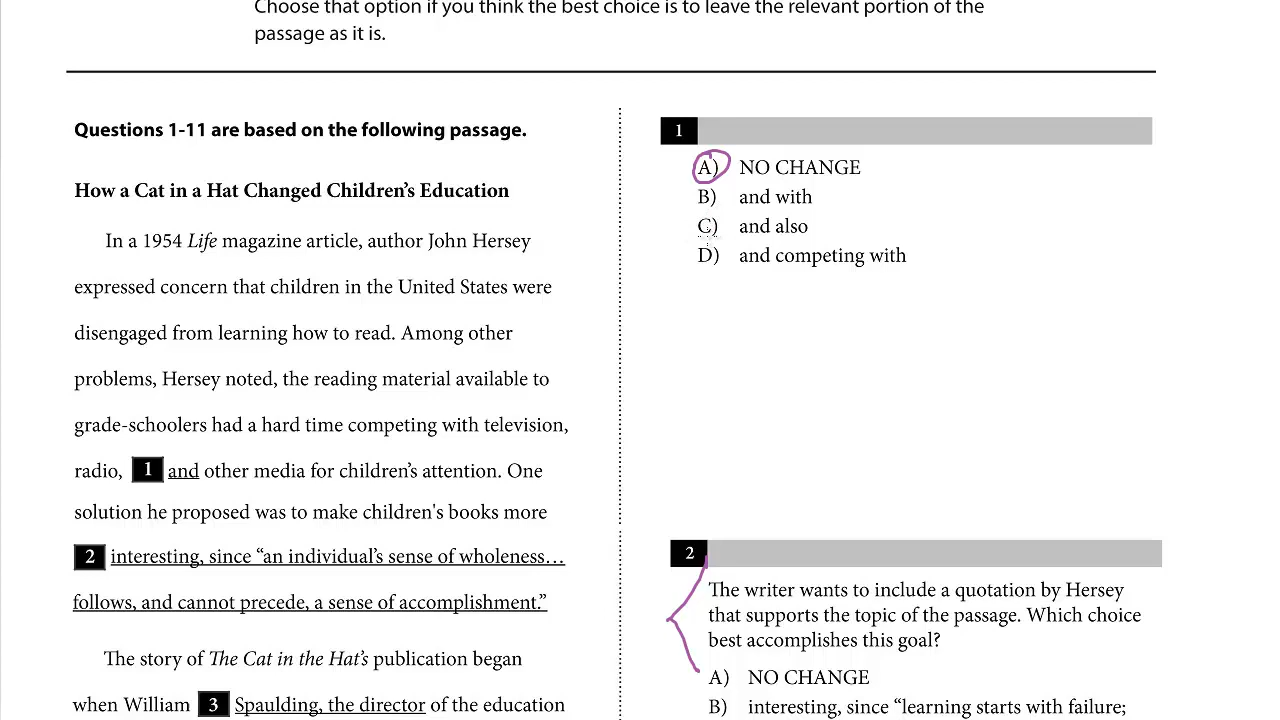 Choose that option if you think the best choice is to leave the relevant portion of the
passage as it is.
Questions 1-11 are based on the following passage.
How a Cat in a Hat Changed Children’s Education
In a 1954 Life magazine article, author John Hersey
expressed concern that children in the United States were
disengaged from learning how to read. Among other
problems, Hersey noted, the reading material available to
grade-schoolers had a hard time competing with television,
radio, 1 and other media for children’s attention. One
solution he proposed was to make children's books more
2 interesting, since “an individual’s sense of wholeness…
follows, and cannot precede, a sense of accomplishment.”
The story of The Cat in the Hat’s publication began
when William 3 Spaulding, the director of the education
1
A) NO CHANGE
B) and with
C) and also
D) and competing with
2
The writer wants to include a quotation by Hersey
that supports the topic of the passage. Which choice
best accomplishes this goal?
A) NO CHANGE
B) interesting, since “learning starts with failure;